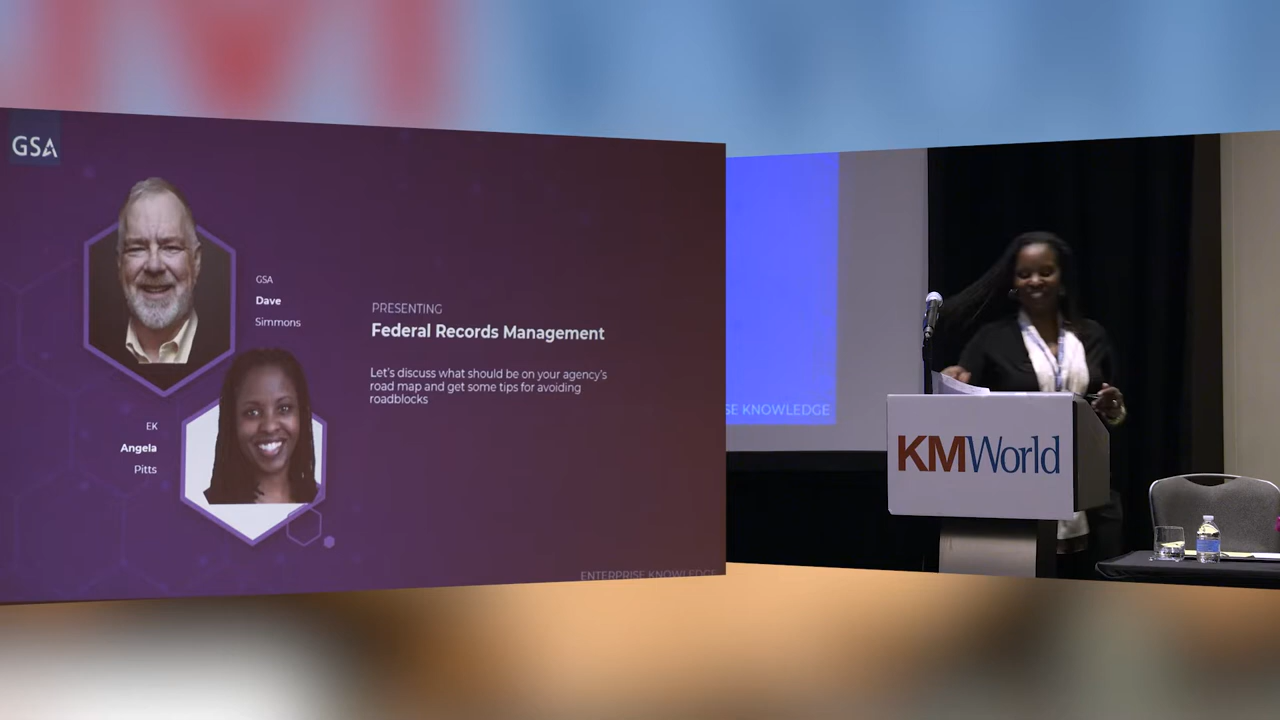 GSA
GSA
Dave
Simmons
EK
Angela
Pitts
PRESENTING
Federal Records Management
Let's discuss what should be on your agency's
road map and get some tips for avoiding
roadblocks
ENTERPRISE KNOWLEDGE
SE KNOWLEDGE
KMWorld